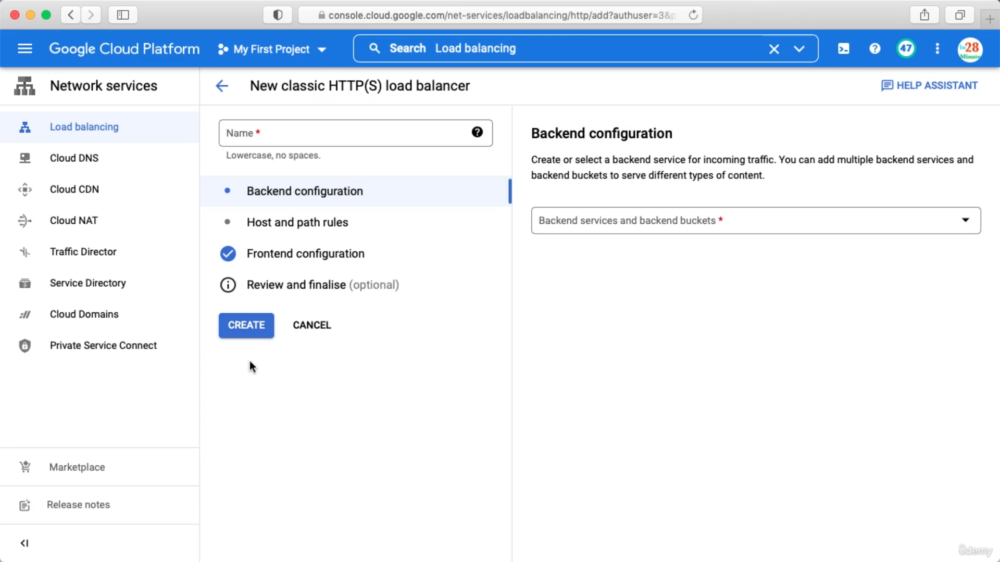 console.cloud.google.com/net-services/loadbalancing/http/add?authuser=3&p
Google Cloud Platform
My First Project
Search Load balancing
47
in28
Minutes
Network services
New classic HTTP(S) load balancer
HELP ASSISTANT
Load balancing
Cloud DNS
Cloud CDN
Cloud NAT
Traffic Director
Service Directory
Cloud Domains
Private Service Connect
Marketplace
Release notes
Name *
Lowercase, no spaces.
Backend configuration
Host and path rules
Frontend configuration
Review and finalise (optional)
CREATE
CANCEL
Backend configuration
Create or select a backend service for incoming traffic. You can add multiple backend services and
backend buckets to serve different types of content.
Backend services and backend buckets *
ûdemy